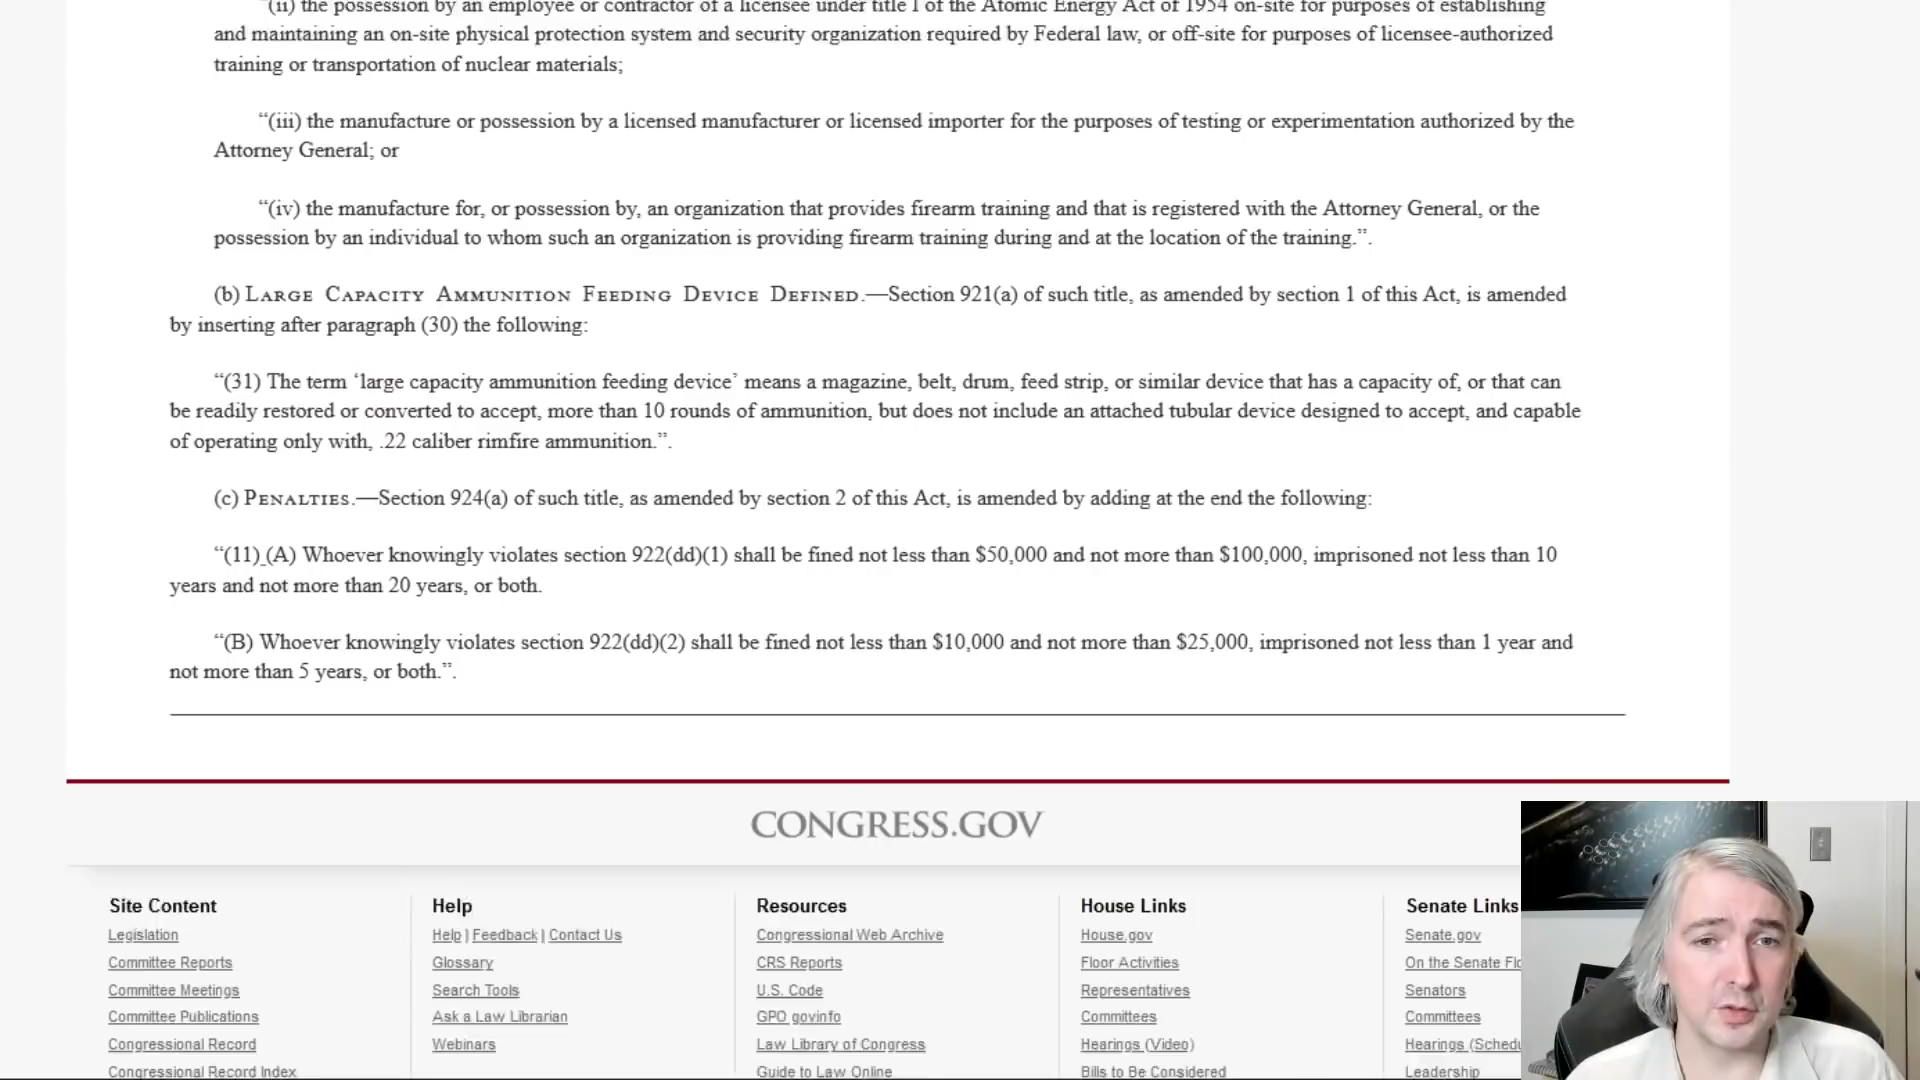 “(ii) the possession by an employee or contractor of a licensee under title I of the Atomic Energy Act of 1954 on-site for purposes of establishing
and maintaining an on-site physical protection system and security organization required by Federal law, or off-site for purposes of licensee-authorized
training or transportation of nuclear materials;
“(iii) the manufacture or possession by a licensed manufacturer or licensed importer for the purposes of testing or experimentation authorized by the
Attorney General; or
“(iv) the manufacture for, or possession by, an organization that provides firearm training and that is registered with the Attorney General, or the
possession by an individual to whom such an organization is providing firearm training during and at the location of the training.”.
(b) LARGE CAPACITY AMMUNITION FEEDING DEVICE DEFINED.—Section 921(a) of such title, as amended by section 1 of this Act, is amended
by inserting after paragraph (30) the following:
“(31) The term ‘large capacity ammunition feeding device’ means a magazine, belt, drum, feed strip, or similar device that has a capacity of, or that can
be readily restored or converted to accept, more than 10 rounds of ammunition, but does not include an attached tubular device designed to accept, and capable
of operating only with, .22 caliber rimfire ammunition.”.
(c) PENALTIES.—Section 924(a) of such title, as amended by section 2 of this Act, is amended by adding at the end the following:
“(11) (A) Whoever knowingly violates section 922(dd)(1) shall be fined not less than $50,000 and not more than $100,000, imprisoned not less than 10
years and not more than 20 years, or both.
“(B) Whoever knowingly violates section 922(dd)(2) shall be fined not less than $10,000 and not more than $25,000, imprisoned not less than 1 year and
not more than 5 years, or both.”.
CONGRESS.GOV
Site Content
Legislation
Committee Reports
Committee Meetings
Committee Publications
Congressional Record
Congressional Record Index
Help
Help | Feedback | Contact Us
Glossary
Search Tools
Ask a Law Librarian
Webinars
Resources
Congressional Web Archive
CRS Reports
U.S. Code
GPO govinfo
Law Library of Congress
Guide to Law Online
House Links
House.gov
Floor Activities
Representatives
Committees
Hearings (Video)
Bills to Be Considered
Senate Links
Senate.gov
On the Senate Flo
Senators
Committees
Hearings (Schedu
Leadership